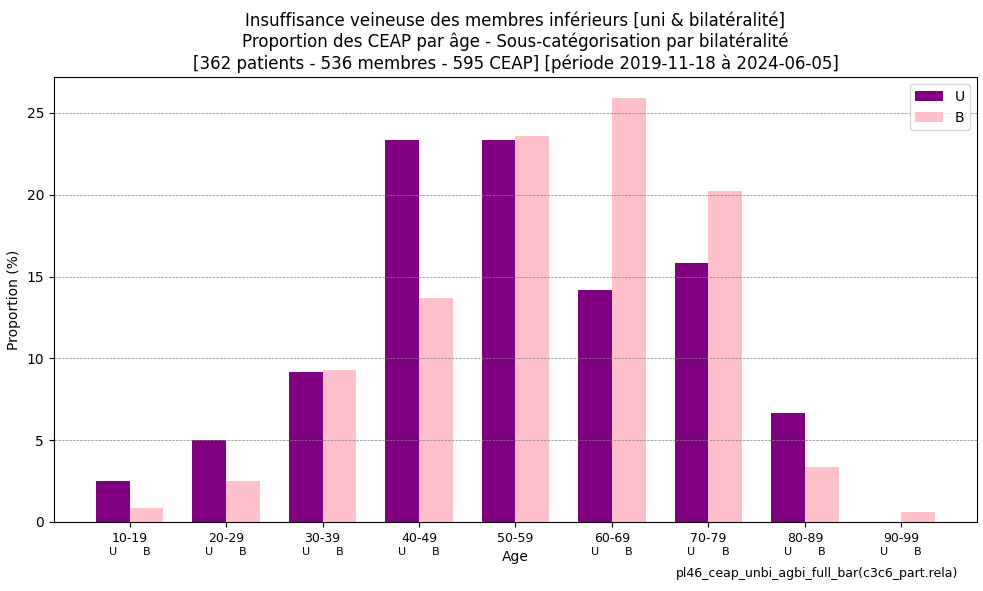 Insuffisance veineuse des membres inférieurs [uni & bilatéralité]
Proportion des CEAP par âge - Sous-catégorisation par bilatéralité
[362 patients - 536 membres - 595 CEAP] [période 2019-11-18 à 2024-06-05]
U
B
25
20
15
10
5
0
Proportion (%)
10-19 20-29 30-39 40-49 50-59 60-69 70-79 80-89 90-99
U B U B U B U B U B U B U B U B U B
Age
pl46_ceap_unbi_agbi_full_bar(c3c6_part.rela)